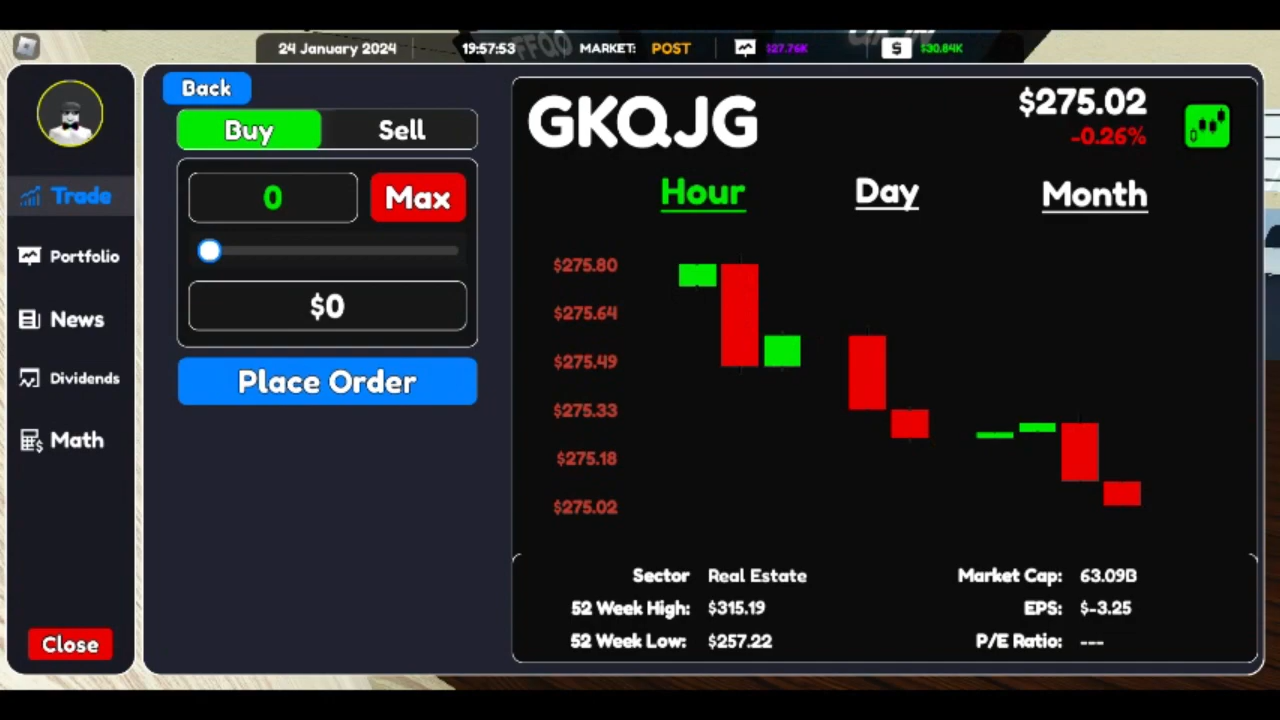 24 January 2024 19:57:53 MARKET: POST $27.76K $ $30.84K
Back
Buy Sell
0 Max
$0
Place Order
Trade
Portfolio
News
Dividends
Math
Close
GKQJG $275.02
-0.26%
Hour Day Month
$275.80
$275.64
$275.49
$275.33
$275.18
$275.02
Sector Real Estate Market Cap: 63.09B
52 Week High: $315.19 EPS: $-3.25
52 Week Low: $257.22 P/E Ratio: ---